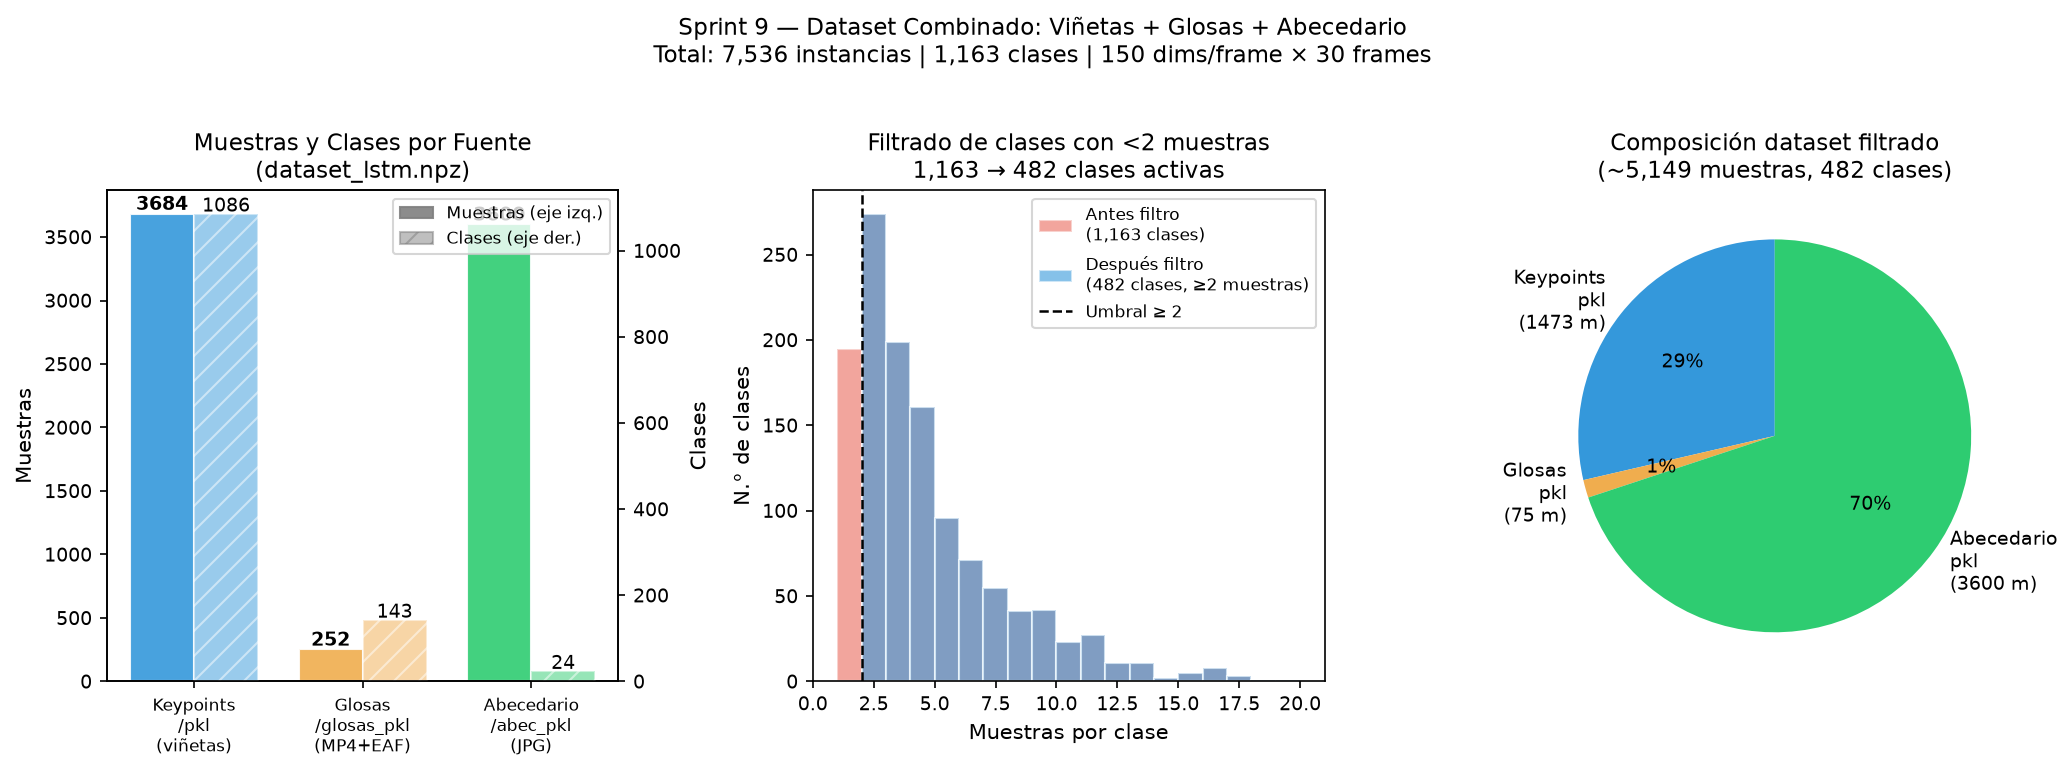 Sprint 9 — Dataset Combinado: Viñetas + Glosas + Abecedario
Total: 7,536 instancias | 1,163 clases | 150 dims/frame × 30 frames
Muestras y Clases por Fuente
(dataset_lstm.npz)
3684
1086
252
143
24
Muestras (eje izq.)
Clases (eje der.)
Muestras
3500
3000
2500
2000
1500
1000
500
0
1000
800
600
400
200
0
Clases
Keypoints
/pkl
(viñetas)
Glosas
/glosas_pkl
(MP4+EAF)
Abecedario
/abec_pkl
(JPG)
Filtrado de clases con <2 muestras
1,163 → 482 clases activas
Antes filtro
(1,163 clases)
Después filtro
(482 clases, ≥2 muestras)
Umbral ≥ 2
N.° de clases
250
200
150
100
50
0
0.0
2.5
5.0
7.5
10.0
12.5
15.0
17.5
20.0
Muestras por clase
Composición dataset filtrado
(~5,149 muestras, 482 clases)
Keypoints
pkl
(1473 m)
29%
Glosas
pkl
(75 m)
1%
70%
Abecedario
pkl
(3600 m)